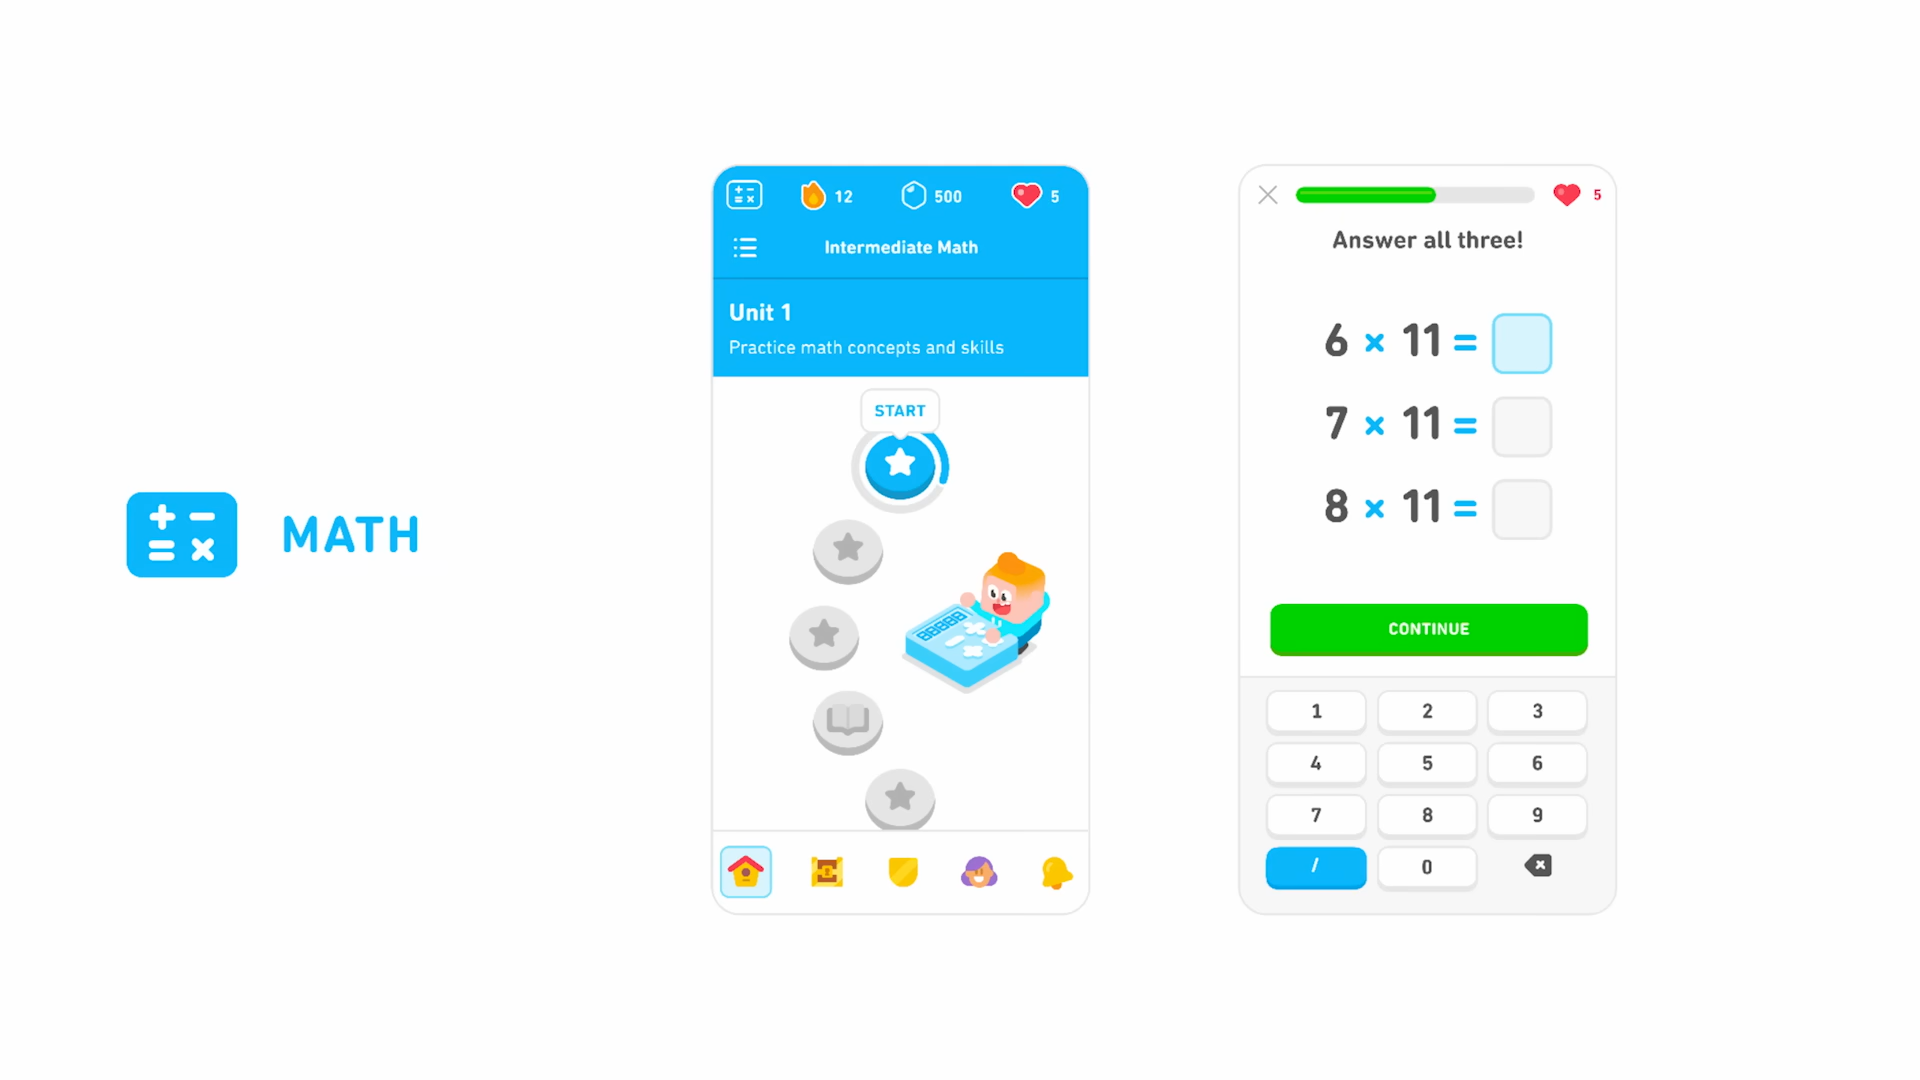 MATH
12
500
5
Intermediate Math
Unit 1
Practice math concepts and skills
START
5
Answer all three!
6 × 11 =
7 × 11 =
8 × 11 =
CONTINUE
1 2 3
4 5 6
7 8 9
/ 0